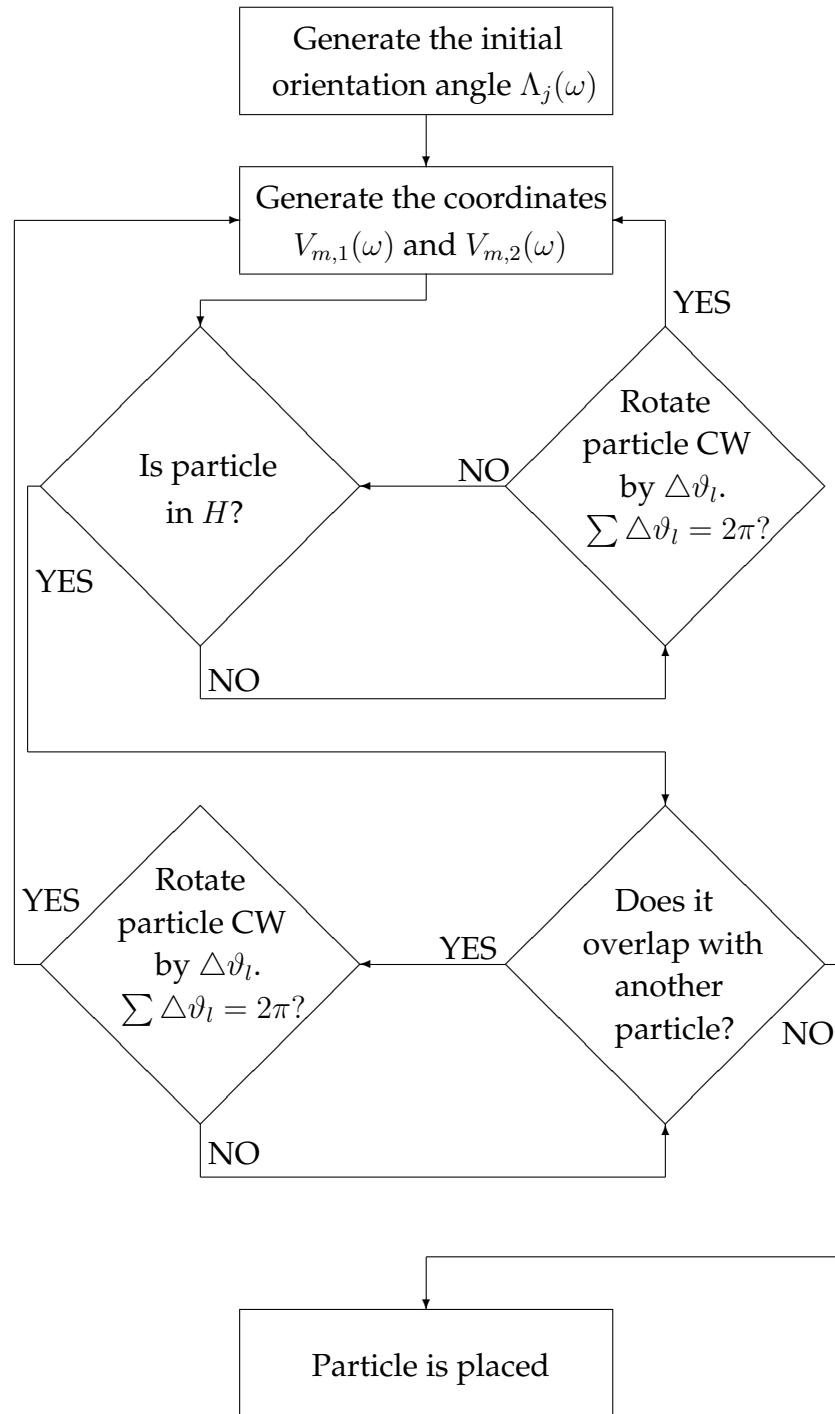 Generate the initial
orientation angle Λ_j(ω)
Generate the coordinates
V_{m,1}(ω) and V_{m,2}(ω)
YES
Is particle
in H?
NO
Rotate
particle CW
by △ϑ_l.
∑ △ϑ_l = 2π?
YES
NO
YES
Rotate
particle CW
by △ϑ_l.
∑ △ϑ_l = 2π?
YES
Does it
overlap with
another
particle?
NO
NO
Particle is placed